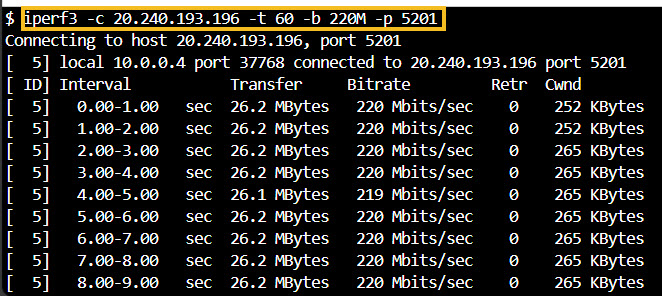 $ iperf3 -c 20.240.193.196 -t 60 -b 220M -p 5201
Connecting to host 20.240.193.196, port 5201
[  5] local 10.0.0.4 port 37768 connected to 20.240.193.196 port 5201
[ ID] Interval           Transfer     Bitrate         Retr  Cwnd
[  5]   0.00-1.00   sec  26.2 MBytes   220 Mbits/sec    0    252 KBytes
[  5]   1.00-2.00   sec  26.2 MBytes   220 Mbits/sec    0    252 KBytes
[  5]   2.00-3.00   sec  26.2 MBytes   220 Mbits/sec    0    265 KBytes
[  5]   3.00-4.00   sec  26.2 MBytes   220 Mbits/sec    0    265 KBytes
[  5]   4.00-5.00   sec  26.1 MBytes   219 Mbits/sec    0    265 KBytes
[  5]   5.00-6.00   sec  26.2 MBytes   220 Mbits/sec    0    265 KBytes
[  5]   6.00-7.00   sec  26.2 MBytes   220 Mbits/sec    0    265 KBytes
[  5]   7.00-8.00   sec  26.2 MBytes   220 Mbits/sec    0    265 KBytes
[  5]   8.00-9.00   sec  26.2 MBytes   220 Mbits/sec    0    265 KBytes